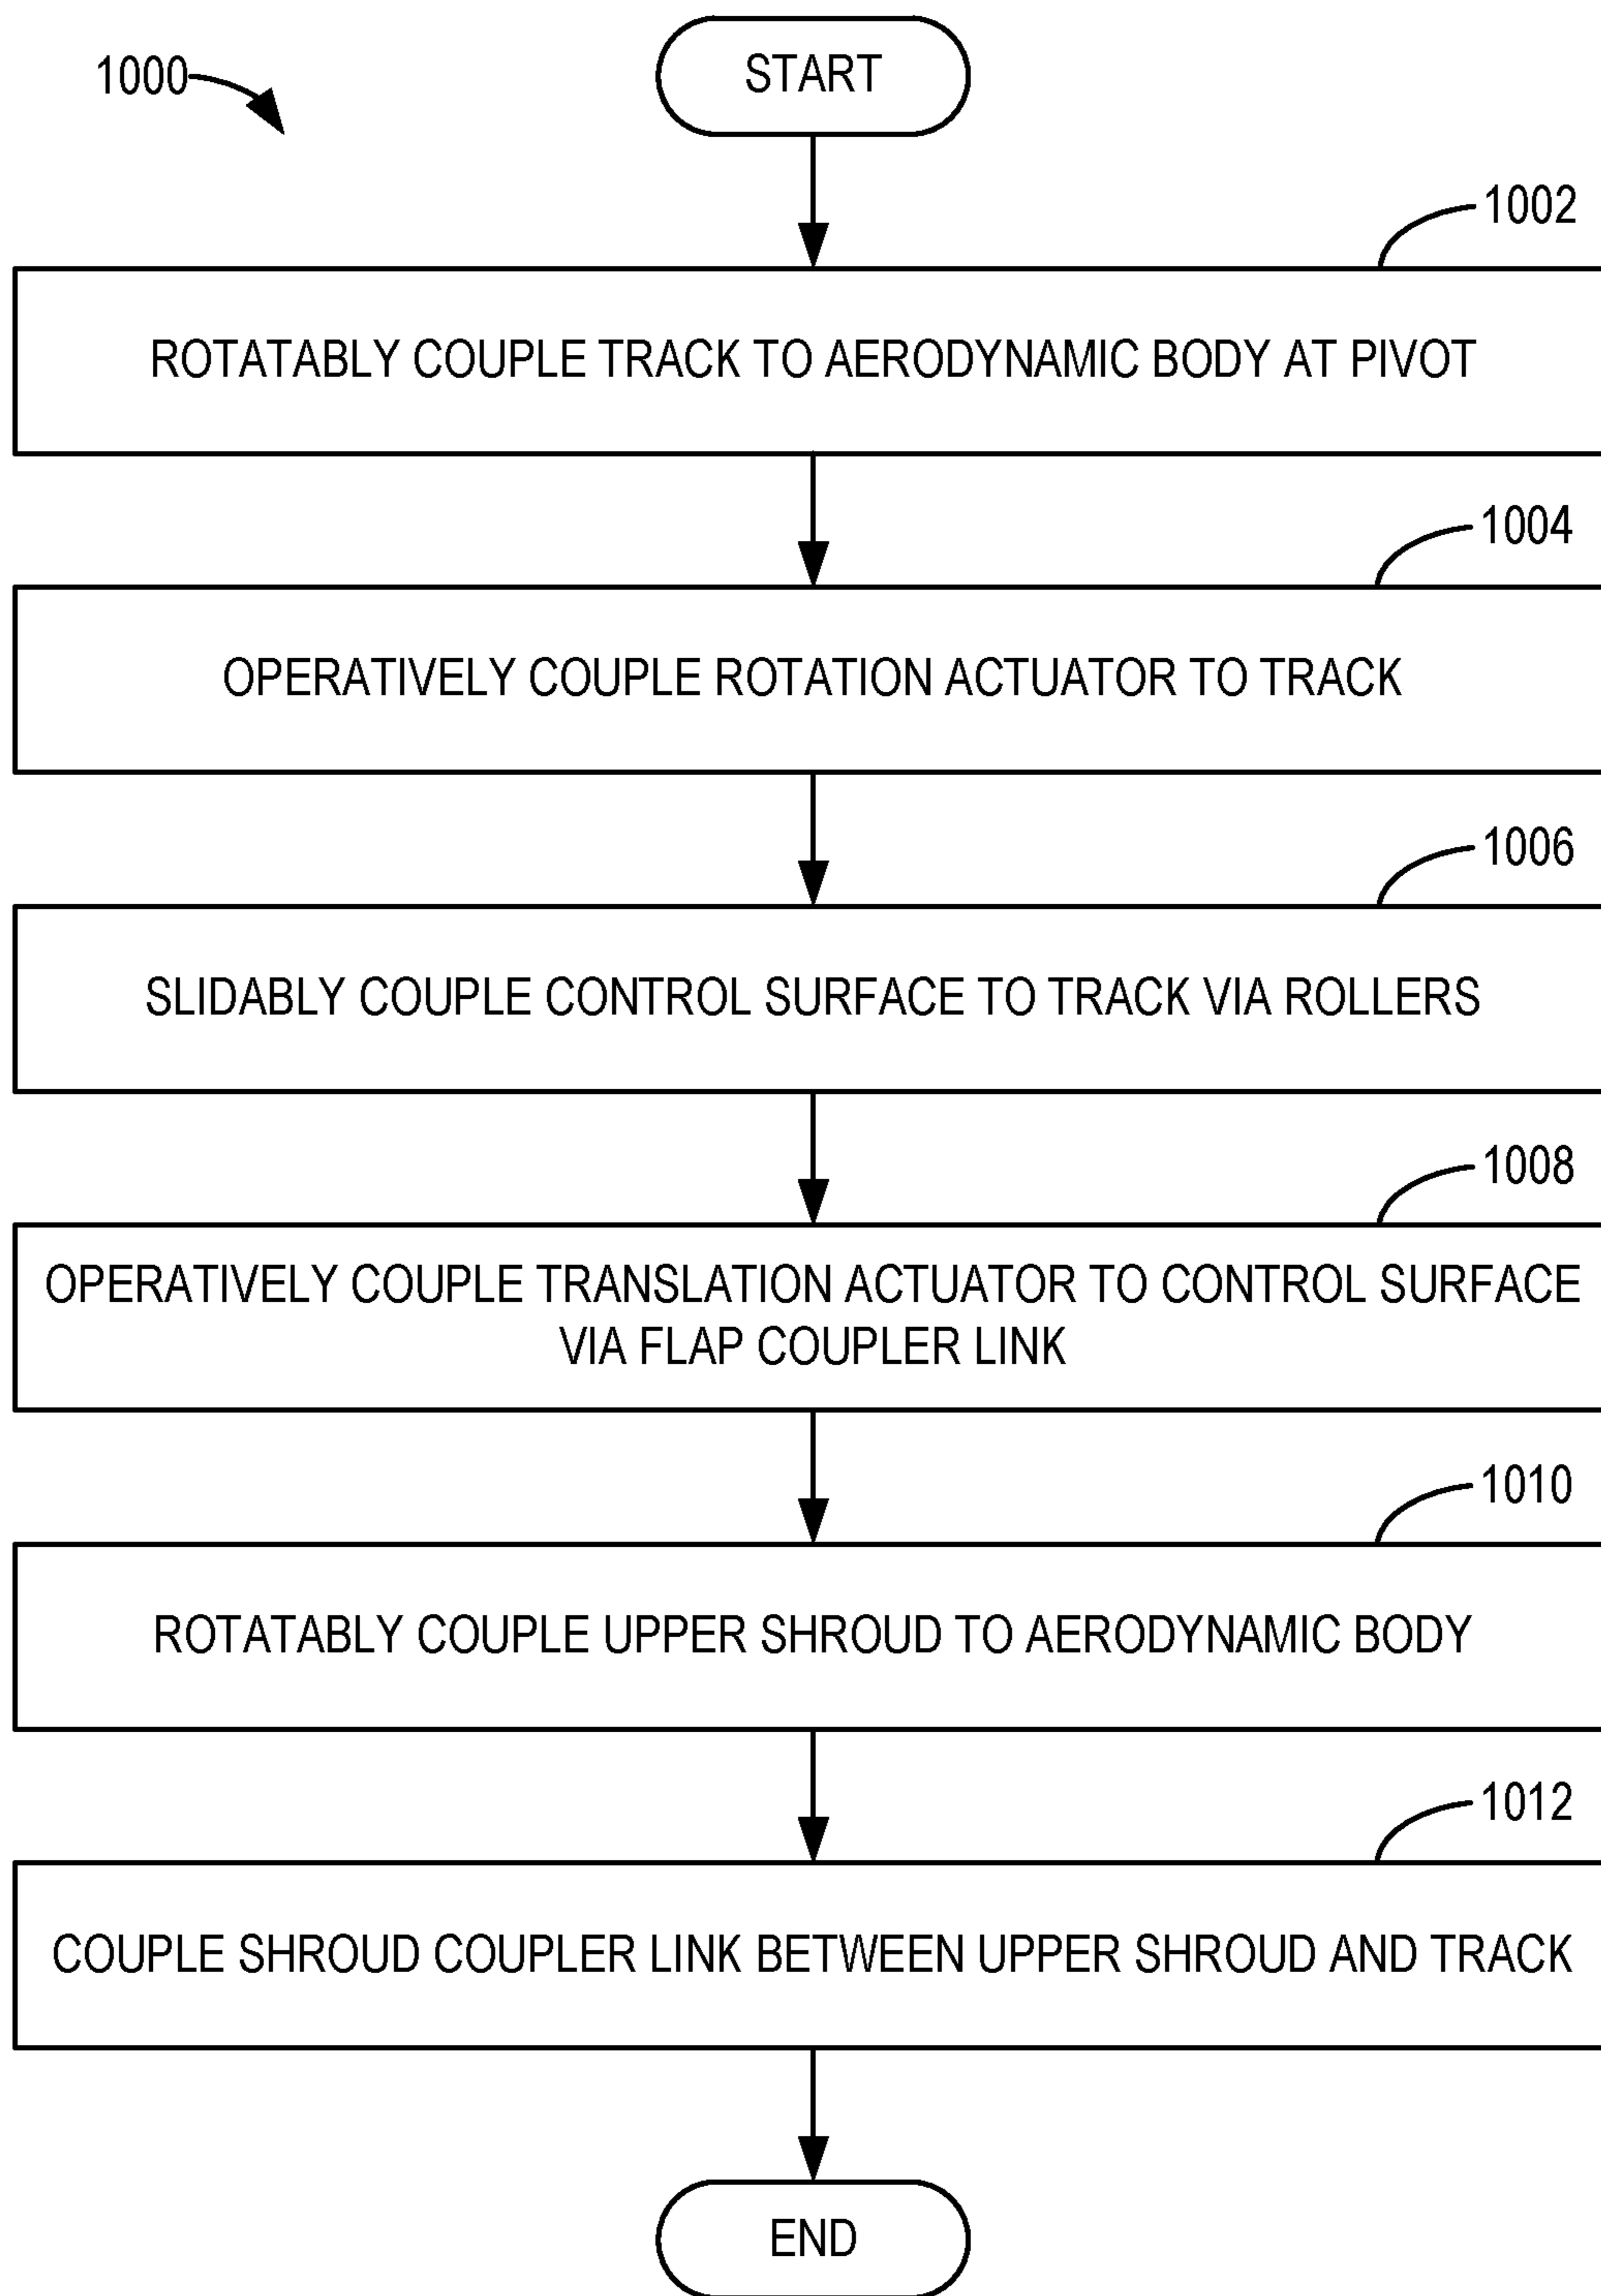 1000
START
1002
ROTATABLY COUPLE TRACK TO AERODYNAMIC BODY AT PIVOT
1004
OPERATIVELY COUPLE ROTATION ACTUATOR TO TRACK
1006
SLIDABLY COUPLE CONTROL SURFACE TO TRACK VIA ROLLERS
1008
OPERATIVELY COUPLE TRANSLATION ACTUATOR TO CONTROL SURFACE
VIA FLAP COUPLER LINK
1010
ROTATABLY COUPLE UPPER SHROUD TO AERODYNAMIC BODY
1012
COUPLE SHROUD COUPLER LINK BETWEEN UPPER SHROUD AND TRACK
END